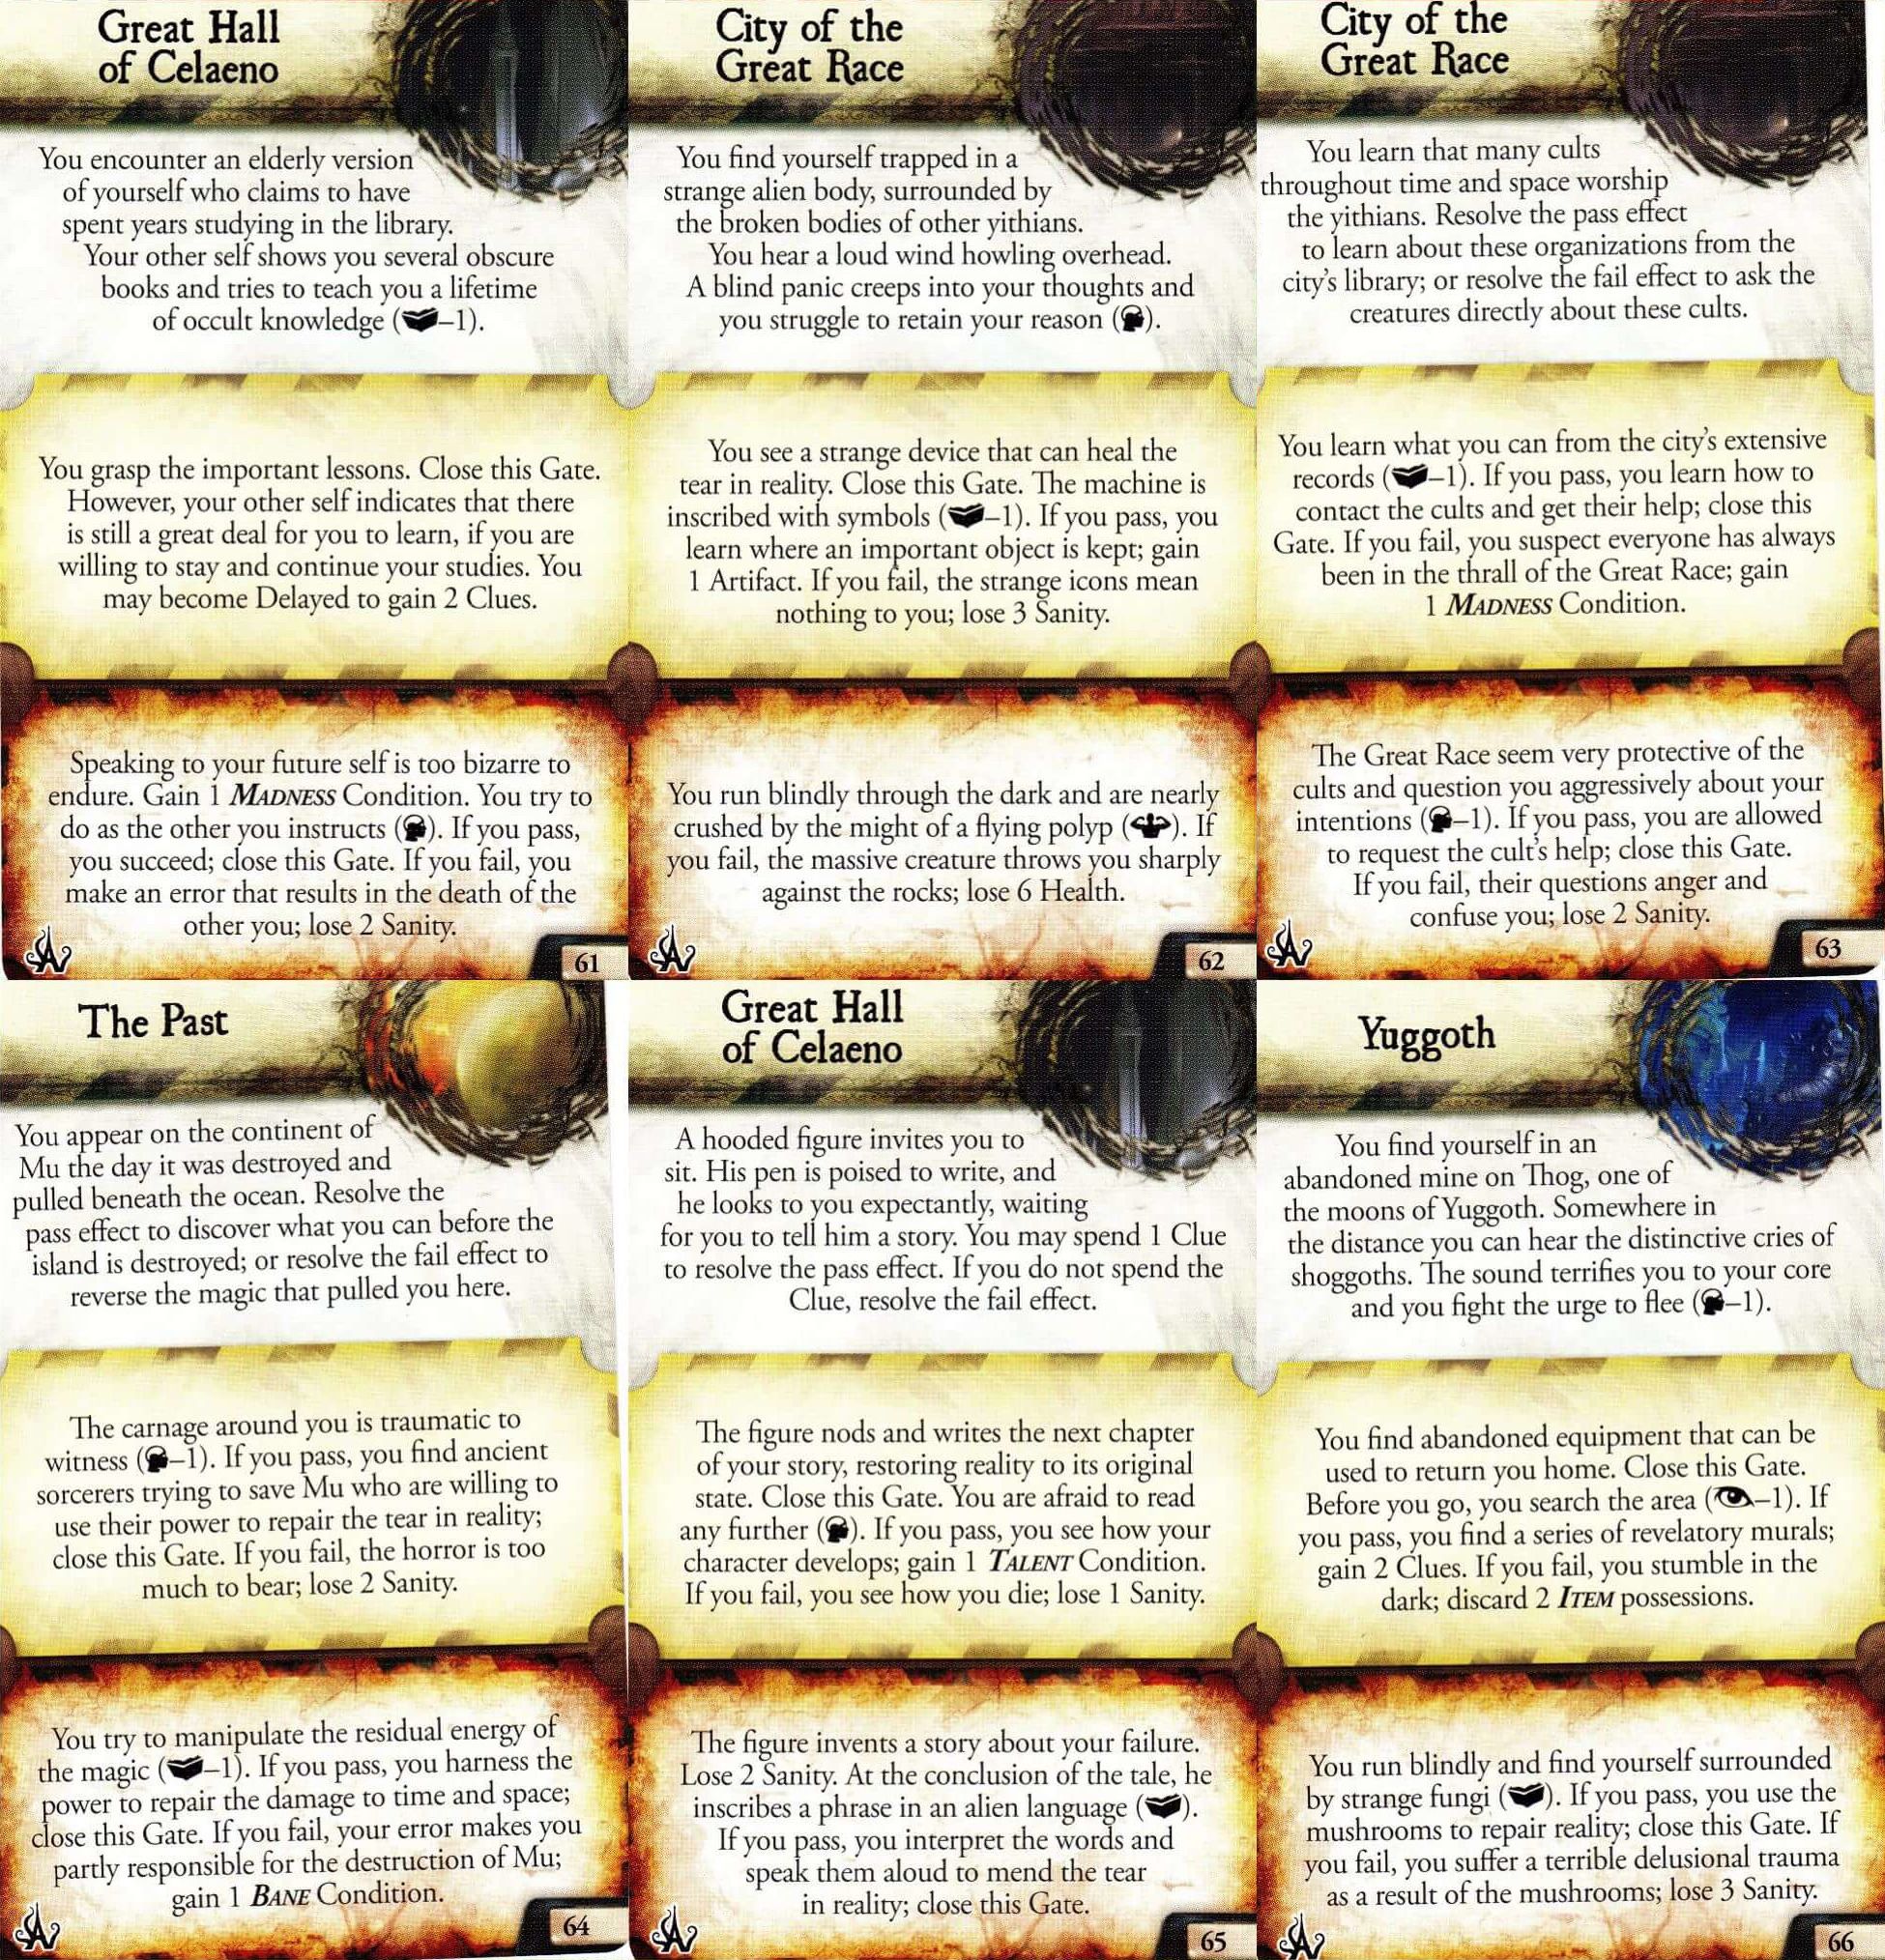 Great Hall
of Celaeno
You encounter an elderly version
of yourself who claims to have
spent years studying in the library.
Your other self shows you several obscure
books and tries to teach you a lifetime
of occult knowledge (–1).
You grasp the important lessons. Close this Gate.
However, your other self indicates that there
is still a great deal for you to learn, if you are
willing to stay and continue your studies. You
may become Delayed to gain 2 Clues.
Speaking to your future self is too bizarre to
endure. Gain 1 MADNESS Condition. You try to
do as the other you instructs (). If you pass,
you succeed; close this Gate. If you fail, you
make an error that results in the death of the
other you; lose 2 Sanity.
61
City of the
Great Race
You find yourself trapped in a
strange alien body, surrounded by
the broken bodies of other yithians.
You hear a loud wind howling overhead.
A blind panic creeps into your thoughts and
you struggle to retain your reason ().
You see a strange device that can heal the
tear in reality. Close this Gate. The machine is
inscribed with symbols (–1). If you pass, you
learn where an important object is kept; gain
1 Artifact. If you fail, the strange icons mean
nothing to you; lose 3 Sanity.
You run blindly through the dark and are nearly
crushed by the might of a flying polyp (). If
you fail, the massive creature throws you sharply
against the rocks; lose 6 Health.
62
City of the
Great Race
You learn that many cults
throughout time and space worship
the yithians. Resolve the pass effect
to learn about these organizations from the
city's library; or resolve the fail effect to ask the
creatures directly about these cults.
You learn what you can from the city's extensive
records (–1). If you pass, you learn how to
contact the cults and get their help; close this
Gate. If you fail, you suspect everyone has always
been in the thrall of the Great Race; gain
1 MADNESS Condition.
The Great Race seem very protective of the
cults and question you aggressively about your
intentions (–1). If you pass, you are allowed
to request the cult's help; close this Gate.
If you fail, their questions anger and
confuse you; lose 2 Sanity.
63
The Past
You appear on the continent of
Mu the day it was destroyed and
pulled beneath the ocean. Resolve the
pass effect to discover what you can before the
island is destroyed; or resolve the fail effect to
reverse the magic that pulled you here.
The carnage around you is traumatic to
witness (–1). If you pass, you find ancient
sorcerers trying to save Mu who are willing to
use their power to repair the tear in reality;
close this Gate. If you fail, the horror is too
much to bear; lose 2 Sanity.
You try to manipulate the residual energy of
the magic (–1). If you pass, you harness the
power to repair the damage to time and space;
close this Gate. If you fail, your error makes you
partly responsible for the destruction of Mu;
gain 1 BANE Condition.
64
Great Hall
of Celaeno
A hooded figure invites you to
sit. His pen is poised to write, and
he looks to you expectantly, waiting
for you to tell him a story. You may spend 1 Clue
to resolve the pass effect. If you do not spend the
Clue, resolve the fail effect.
The figure nods and writes the next chapter
of your story, restoring reality to its original
state. Close this Gate. You are afraid to read
any further (). If you pass, you see how your
character develops; gain 1 TALENT Condition.
If you fail, you see how you die; lose 1 Sanity.
The figure invents a story about your failure.
Lose 2 Sanity. At the conclusion of the tale, he
inscribes a phrase in an alien language ().
If you pass, you interpret the words and
speak them aloud to mend the tear
in reality; close this Gate.
65
Yuggoth
You find yourself in an
abandoned mine on Thog, one of
the moons of Yuggoth. Somewhere in
the distance you can hear the distinctive cries of
shoggoths. The sound terrifies you to your core
and you fight the urge to flee (–1).
You find abandoned equipment that can be
used to return you home. Close this Gate.
Before you go, you search the area (–1). If
you pass, you find a series of revelatory murals;
gain 2 Clues. If you fail, you stumble in the
dark; discard 2 ITEM possessions.
You run blindly and find yourself surrounded
by strange fungi (). If you pass, you use the
mushrooms to repair reality; close this Gate. If
you fail, you suffer a terrible delusional trauma
as a result of the mushrooms; lose 3 Sanity.
66